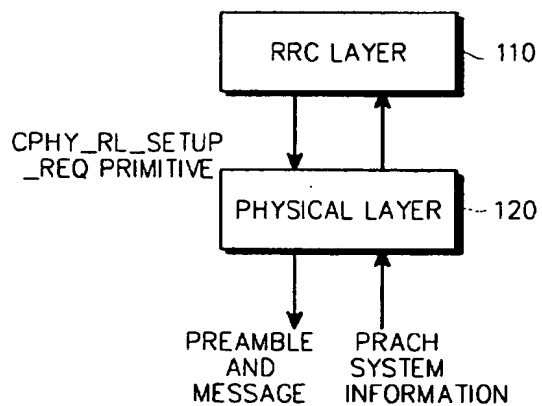 RRC LAYER
110
CPHY_RL_SETUP
_REQ PRIMITIVE
PHYSICAL LAYER
120
PREAMBLE
AND
MESSAGE
PRACH
SYSTEM
INFORMATION